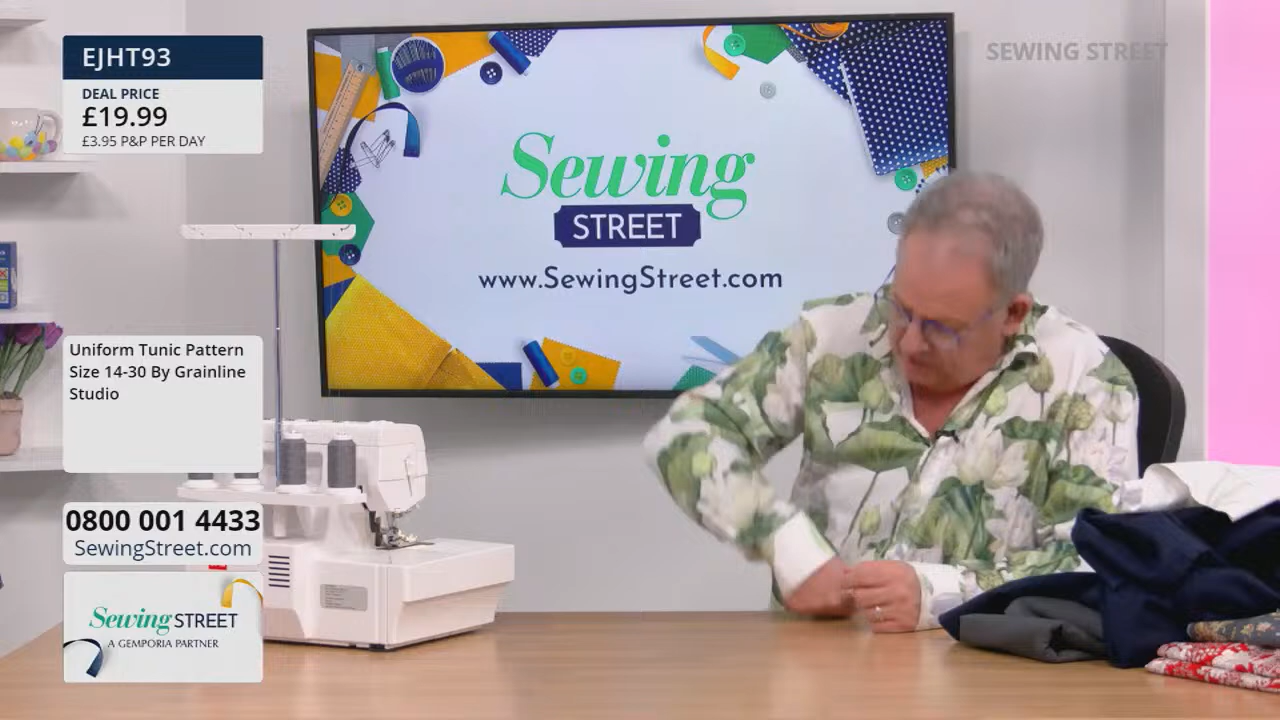 EJHT93
DEAL PRICE
£19.99
£3.95 P&P PER DAY
SEWING STREET
Sewing
STREET
www.SewingStreet.com
Uniform Tunic Pattern
Size 14-30 By Grainline
Studio
0800 001 4433
SewingStreet.com
Sewing STREET
A GEMPORIA PARTNER